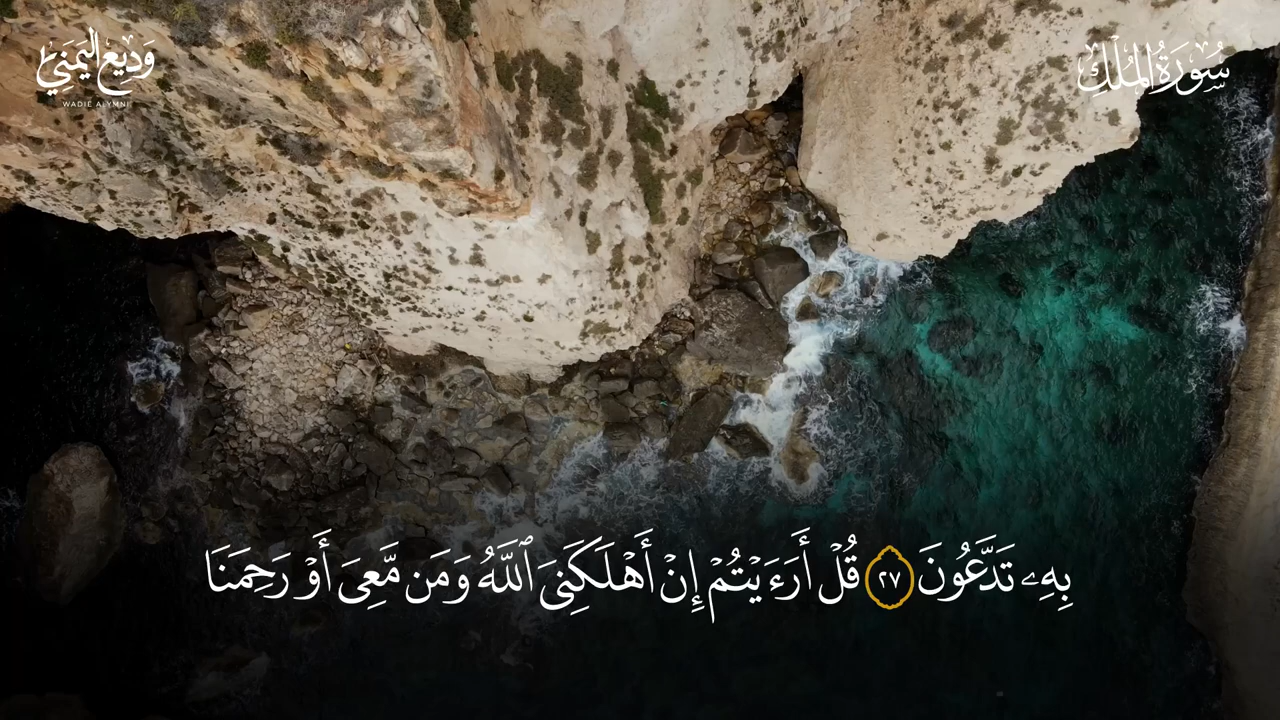 سُورَةُ المُلْكِ
وَدِيع اليَمَنِي
WADIE ALYMNI
بِهِۦ تَدَّعُونَ ٢٧ قُلْ أَرَءَيْتُمْ إِنْ أَهْلَكَنِىَ ٱللَّهُ وَمَن مَّعِىَ أَوْ رَحِمَنَا